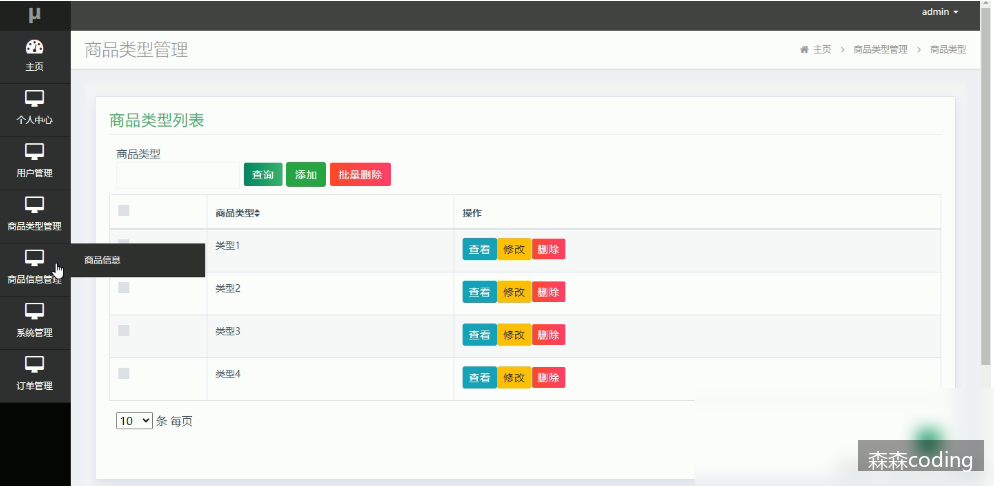 μ
admin
商品类型管理
主页 > 商品类型管理 > 商品类型
主页
个人中心
用户管理
商品类型管理
商品信息管理
系统管理
订单管理
商品信息
商品类型列表
商品类型
查询 添加 批量删除
商品类型 操作
类型1 查看 修改 删除
类型2 查看 修改 删除
类型3 查看 修改 删除
类型4 查看 修改 删除
10 条 每页
森森coding